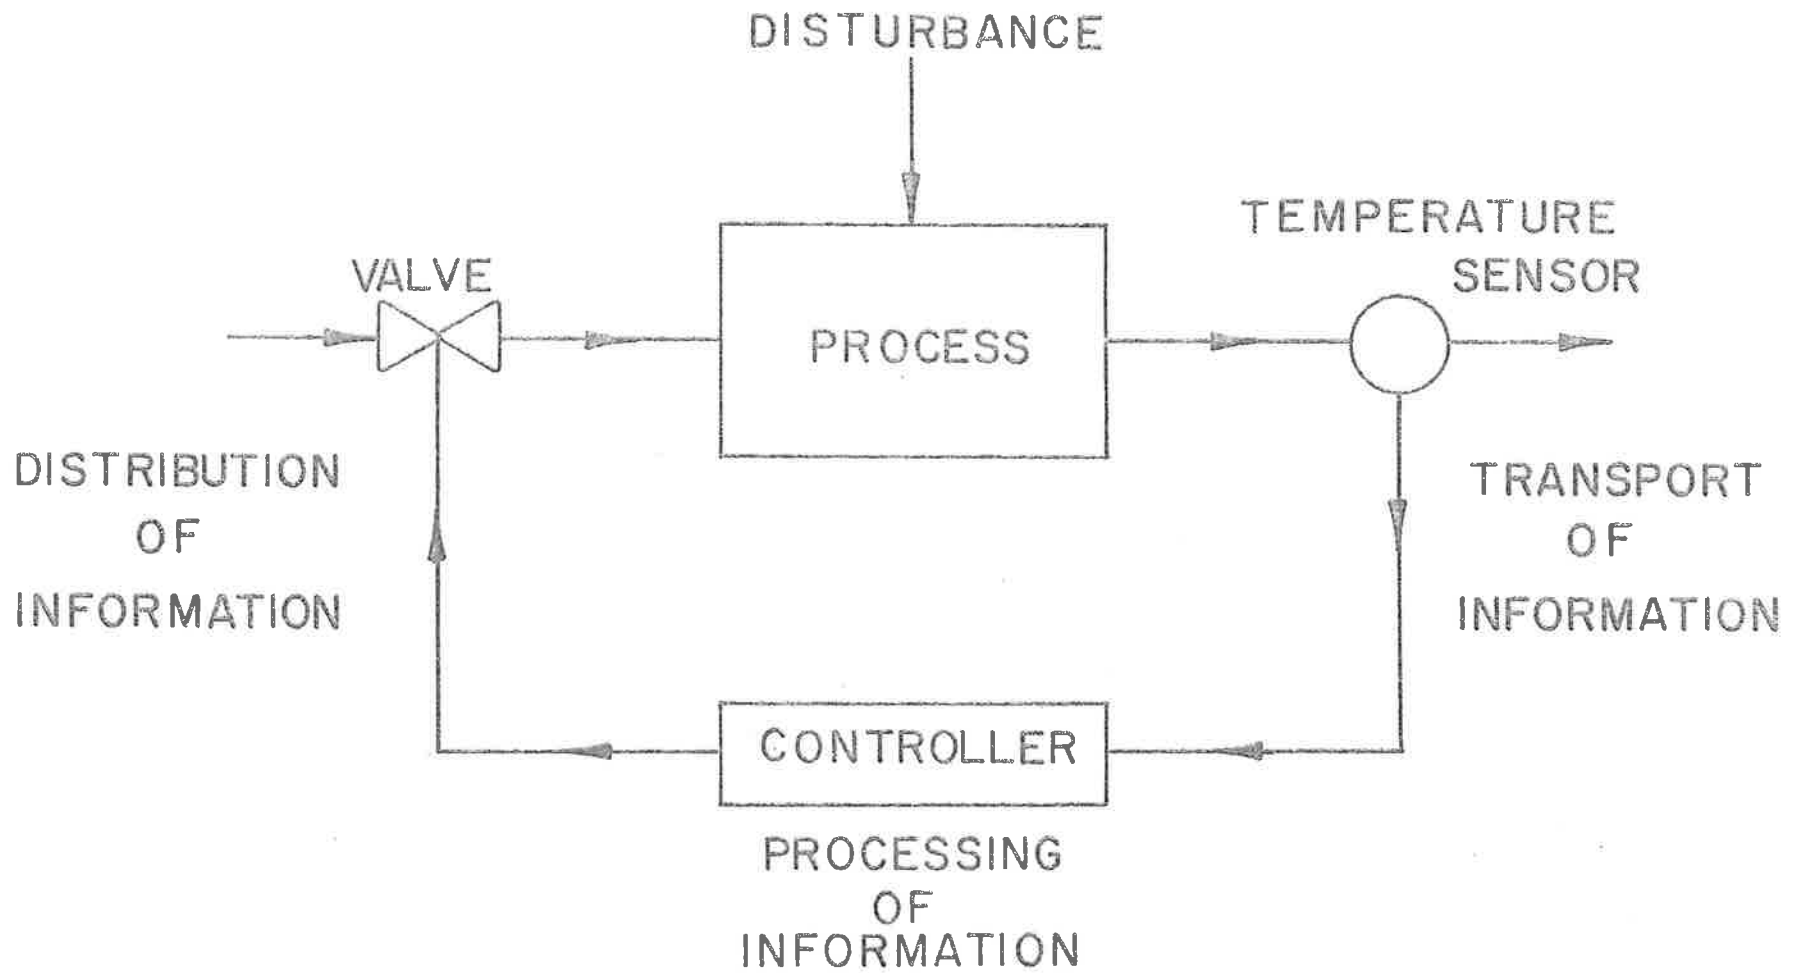 DISTURBANCE
TEMPERATURE
SENSOR
VALVE
PROCESS
DISTRIBUTION
OF
INFORMATION
TRANSPORT
OF
INFORMATION
CONTROLLER
PROCESSING
OF
INFORMATION